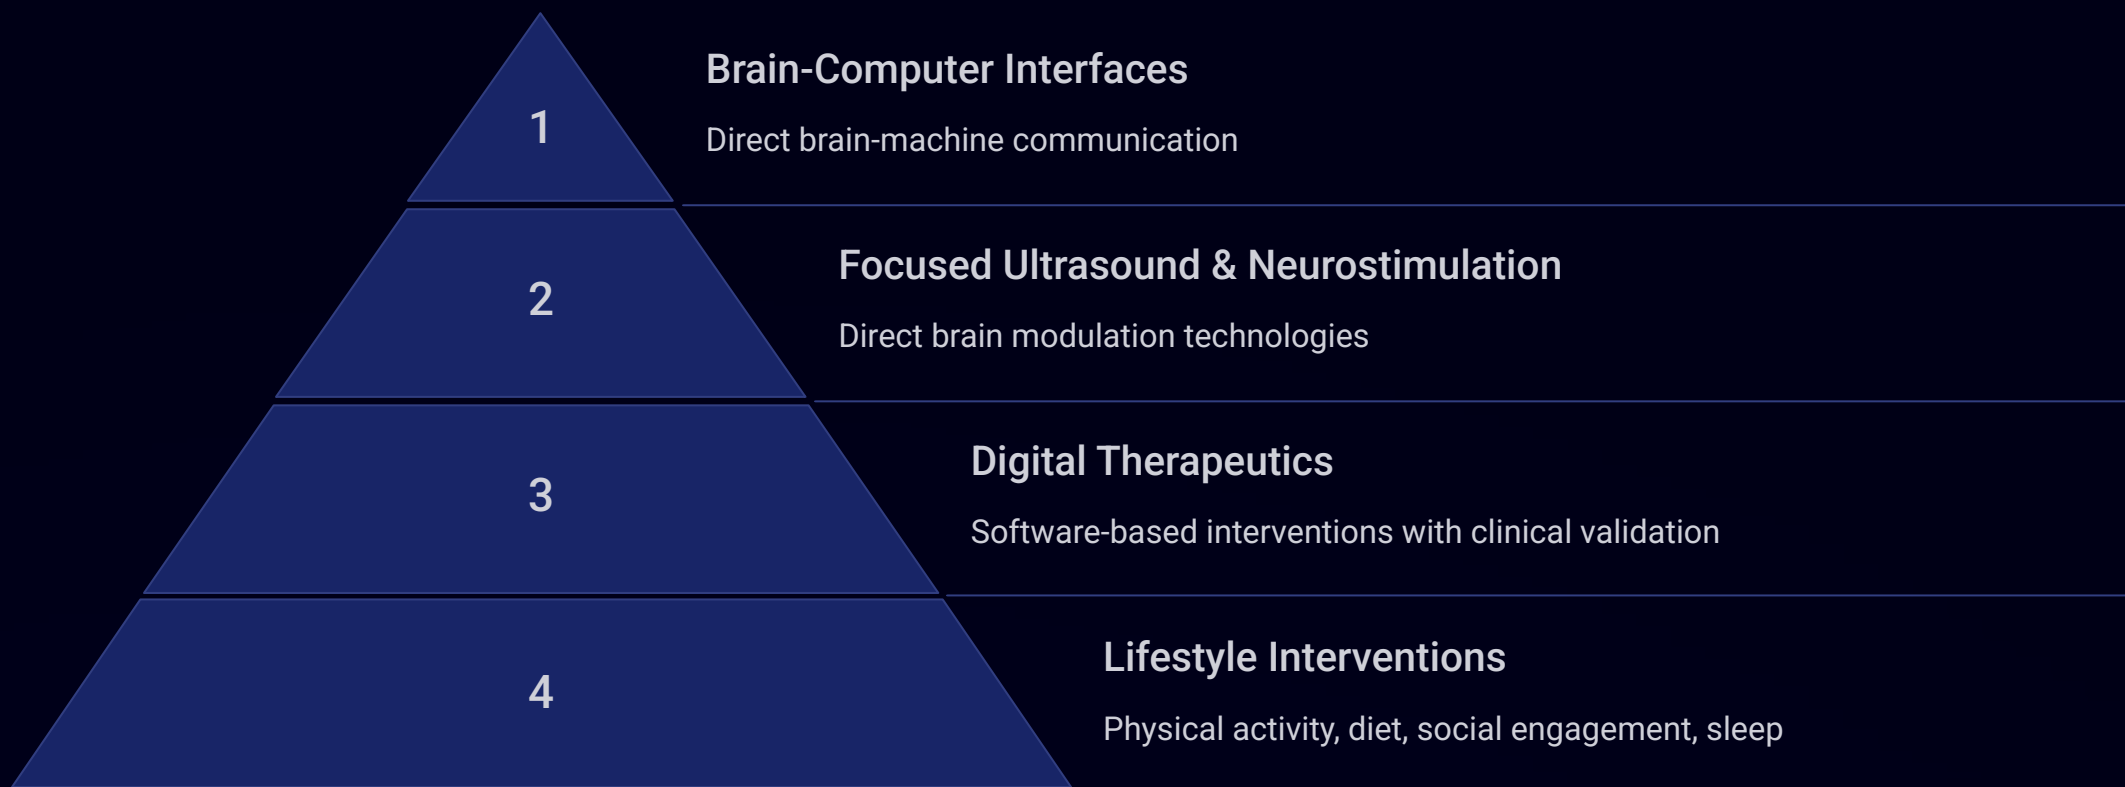 1
Brain-Computer Interfaces
Direct brain-machine communication
2
Focused Ultrasound & Neurostimulation
Direct brain modulation technologies
3
Digital Therapeutics
Software-based interventions with clinical validation
4
Lifestyle Interventions
Physical activity, diet, social engagement, sleep